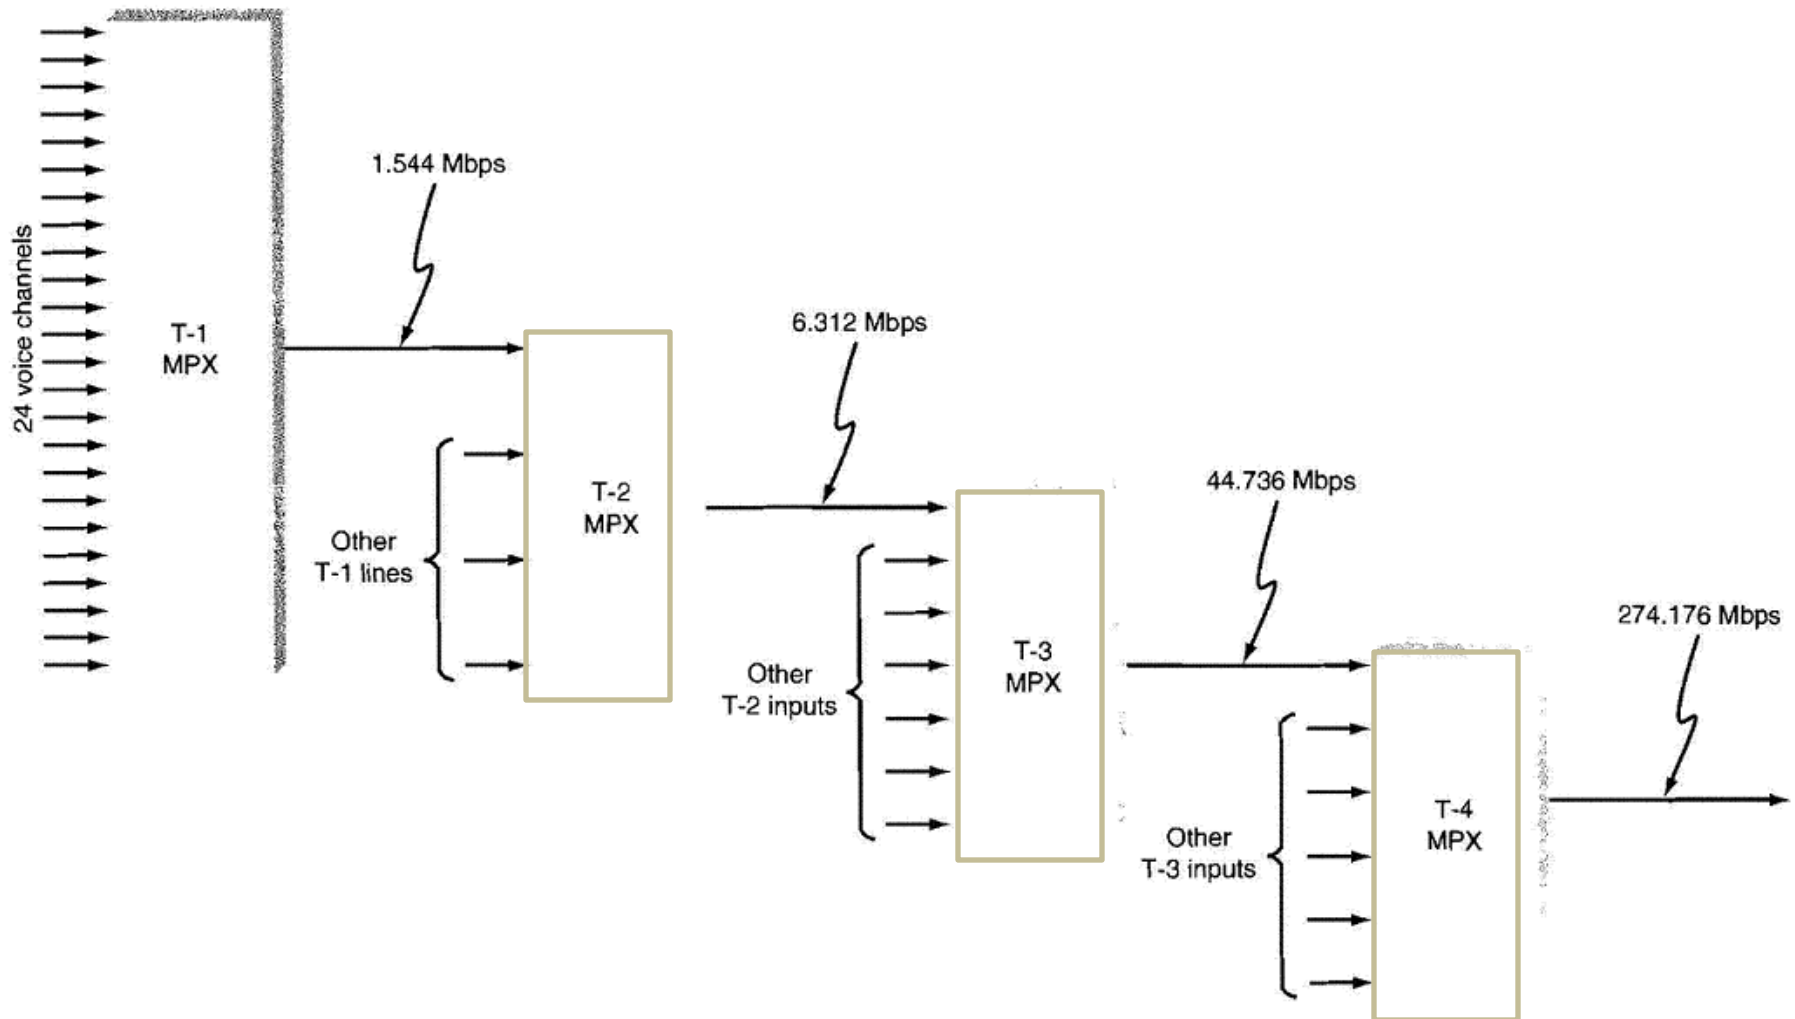 24 voice channels
T-1
MPX
1.544 Mbps
Other
T-1 lines
T-2
MPX
6.312 Mbps
Other
T-2 inputs
T-3
MPX
44.736 Mbps
Other
T-3 inputs
T-4
MPX
274.176 Mbps